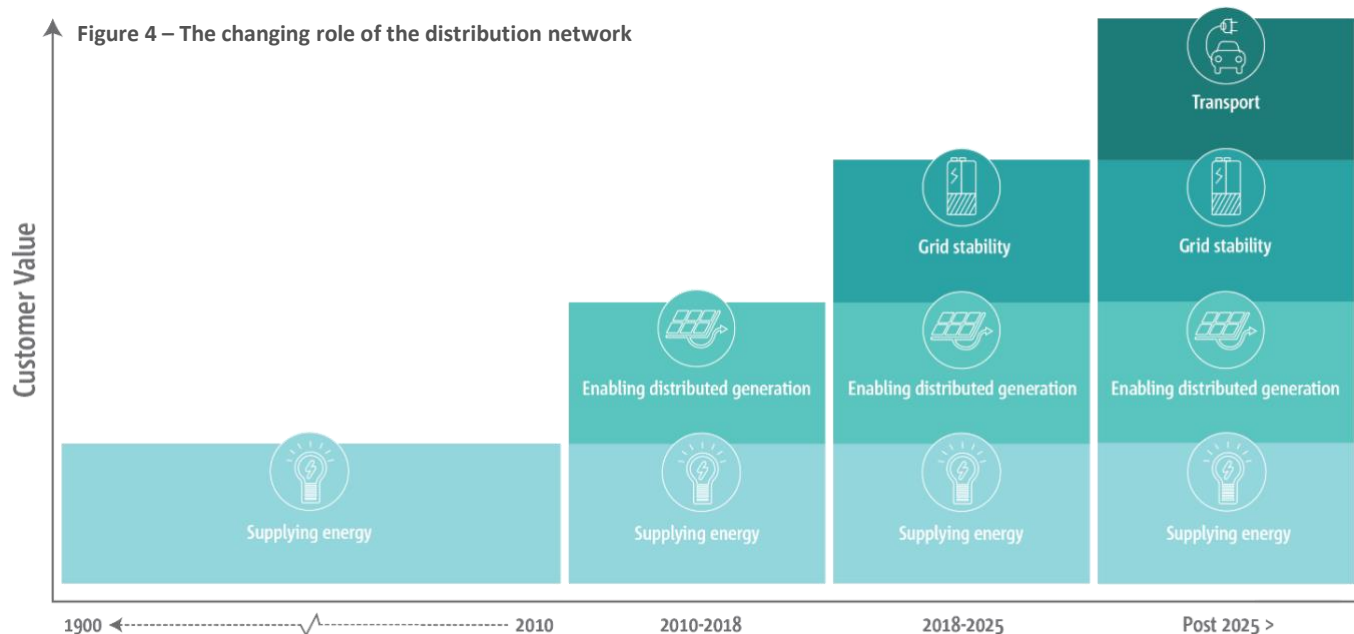 Figure 4 – The changing role of the distribution network
Customer Value
Transport
Grid stability
Grid stability
Enabling distributed generation
Enabling distributed generation
Enabling distributed generation
Supplying energy
Supplying energy
Supplying energy
Supplying energy
1900
2010
2010-2018
2018-2025
Post 2025 >